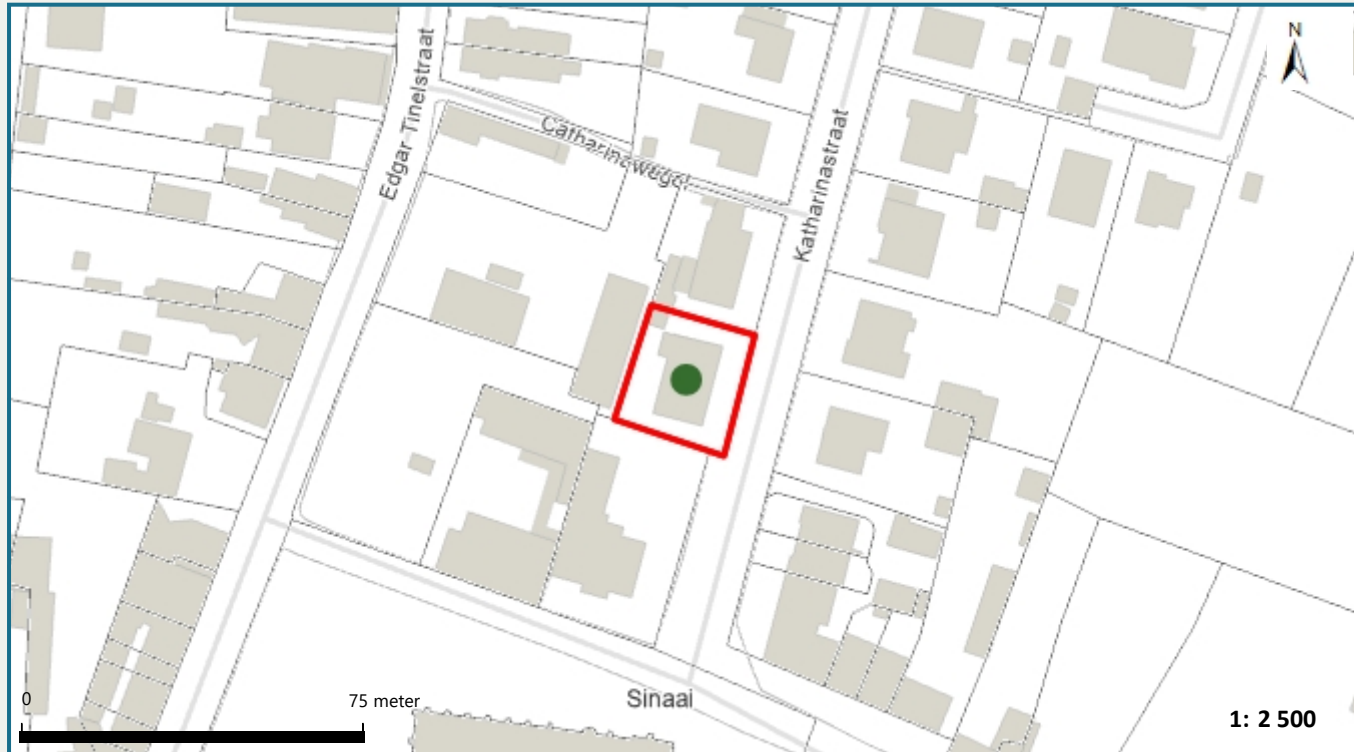 N
Edgar Tinelstraat
Catharinawegel
Katharinastraat
0 75 meter
Sinaai
1: 2 500